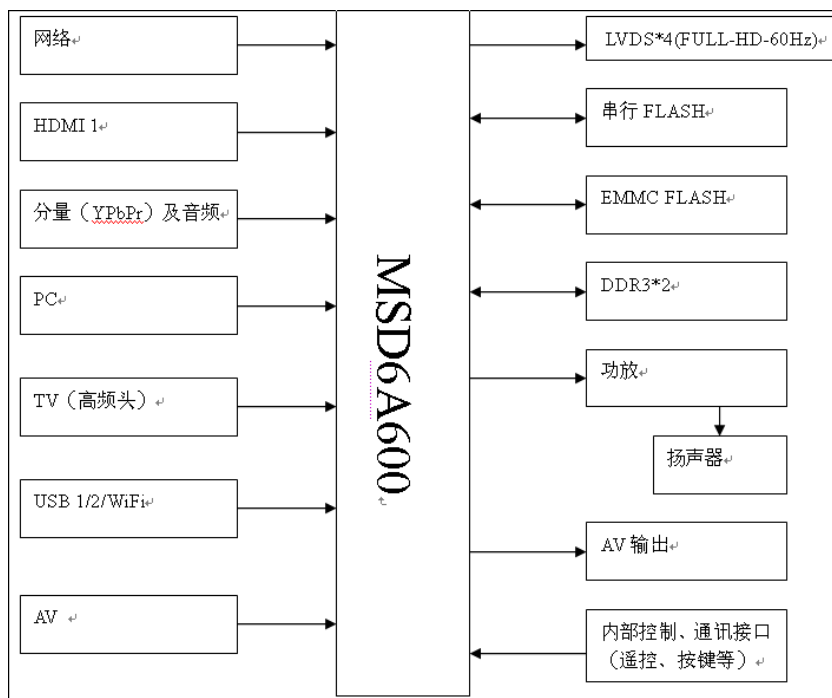 网络
HDMI 1
分量（YPbPr）及音频
PC
TV（高频头）
USB 1/2/WiFi
AV
MSD6A600
LVDS*4(FULL-HD-60Hz)
串行 FLASH
EMMC FLASH
DDR3*2
功放
扬声器
AV 输出
内部控制、通讯接口
（遥控、按键等）